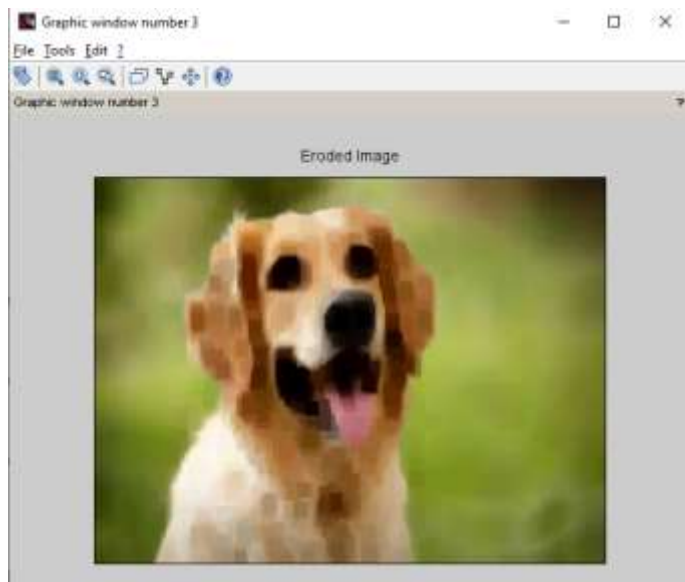 Graphic window number 3
File Tools Edit ?
Graphic window number 3 ?
Eroded Image